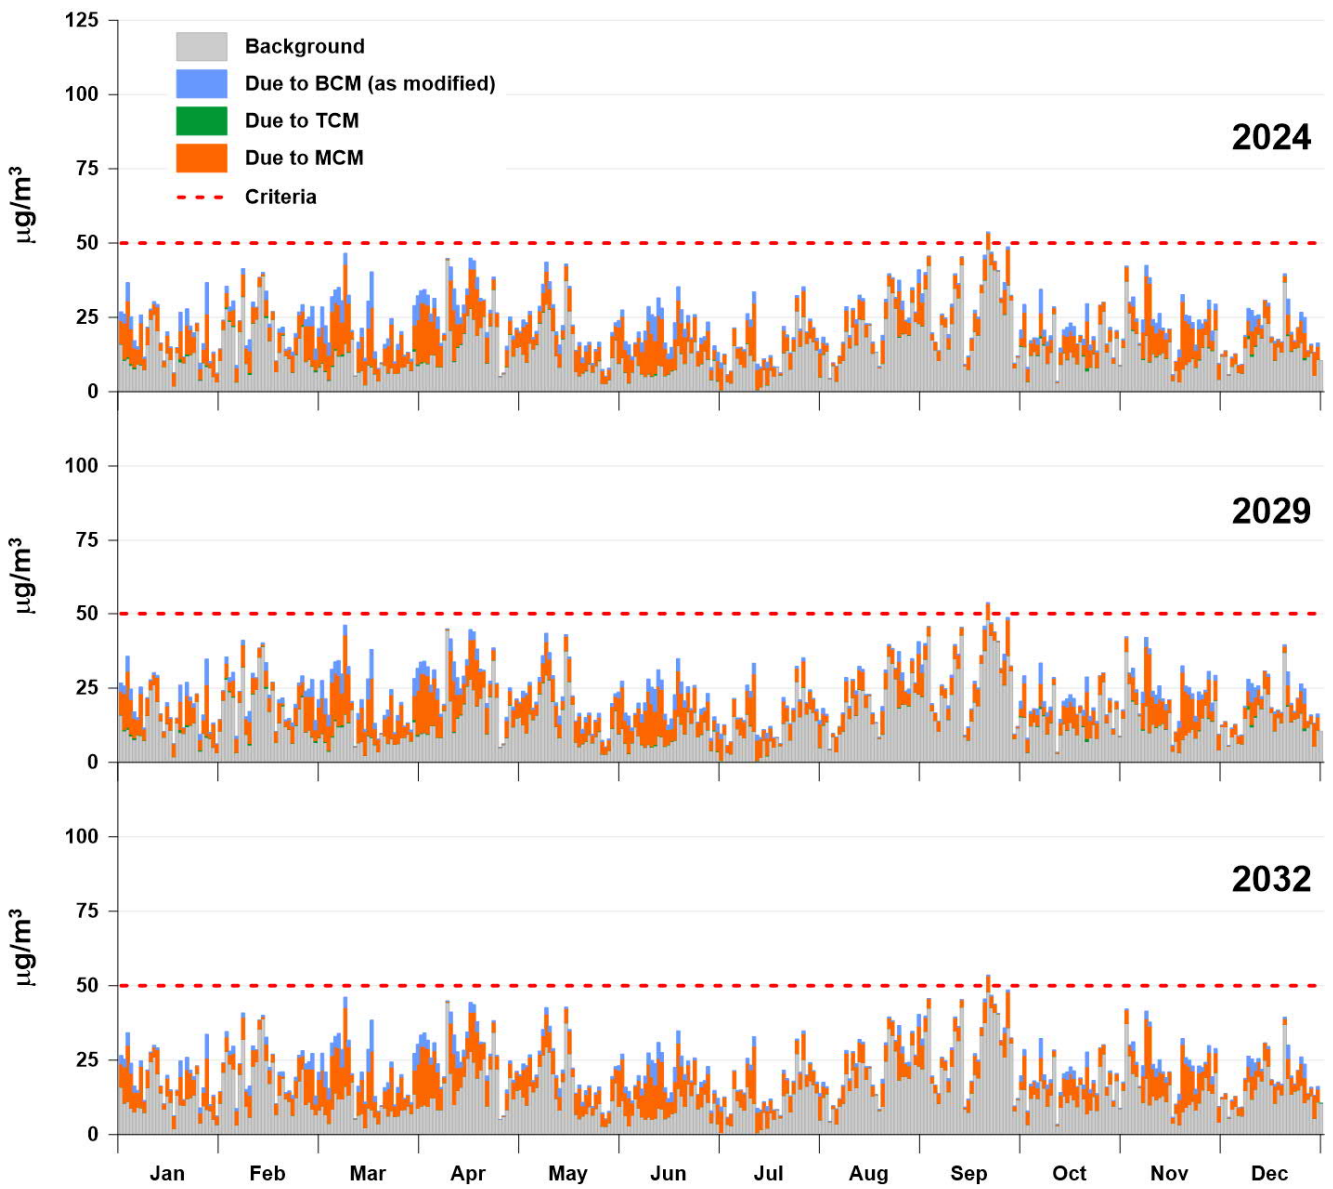 125
Background
Due to BCM (as modified)
100
Due to TCM
2024
Due to MCM
75
Criteria
µg/m³
50
25
0
100
2029
75
µg/m³
50
25
0
100
2032
75
µg/m³
50
25
0
Jan Feb Mar Apr May Jun Jul Aug Sep Oct Nov Dec